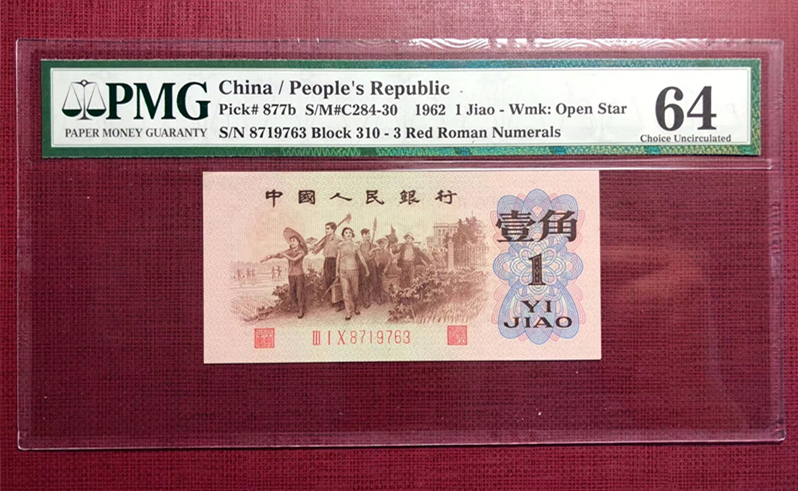 PMG
PAPER MONEY GUARANTY
China / People's Republic
Pick# 877b S/M#C284-30 1962 1 Jiao - Wmk: Open Star
S/N 8719763 Block 310 - 3 Red Roman Numerals
64
Choice Uncirculated
中國人民銀行
壹角
1
YI
JIAO
III I X 8719763